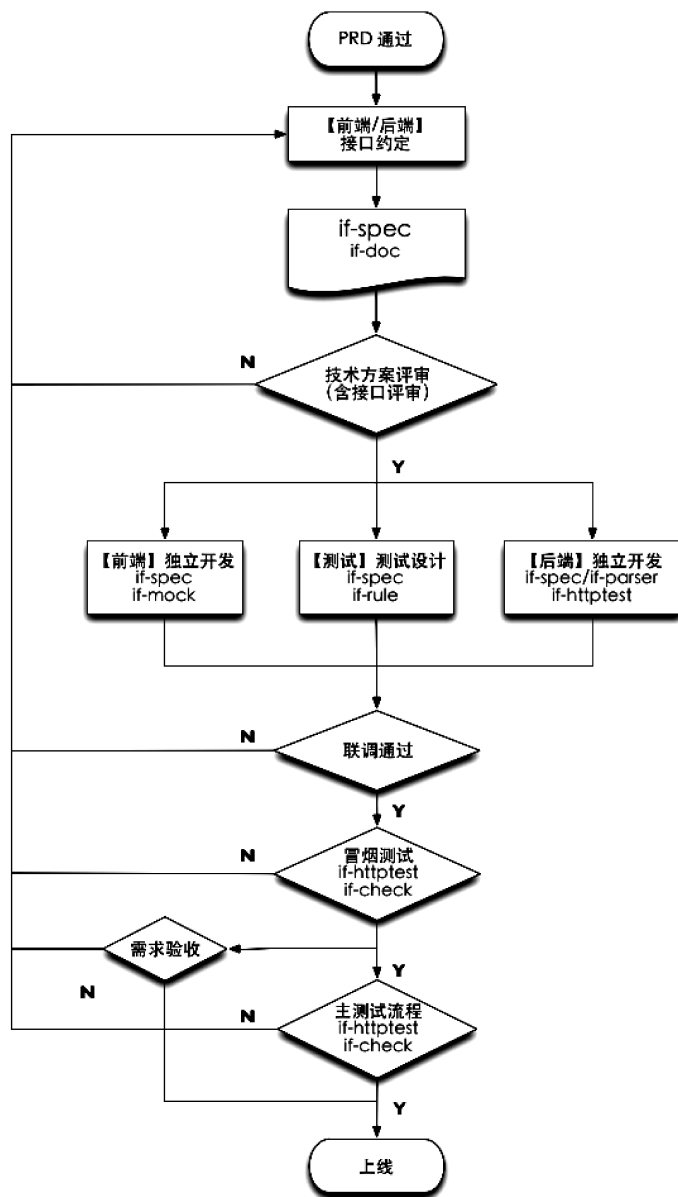 PRD 通过
【前端/后端】
接口约定
if-spec
if-doc
N
技术方案评审
（含接口评审）
Y
【前端】独立开发
if-spec
if-mock
【测试】测试设计
if-spec
if-rule
【后端】独立开发
if-spec/if-parser
if-httptest
N
联调通过
Y
N
冒烟测试
if-httptest
if-check
需求验收
Y
N
N
主测试流程
if-httptest
if-check
Y
上线